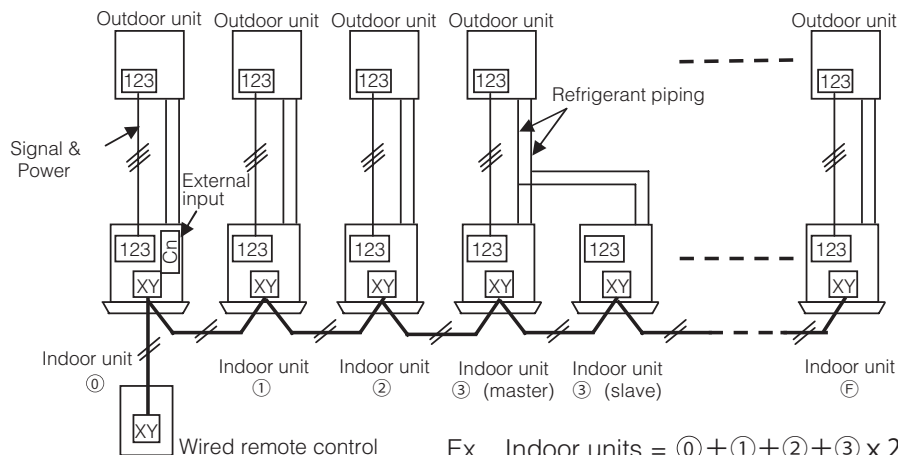 Outdoor unit Outdoor unit Outdoor unit Outdoor unit Outdoor unit
123 123 123 123 123
Refrigerant piping
Signal &
Power
External
input
123 Cn 123 123 123 123 123
XY XY XY XY XY XY
Indoor unit Indoor unit Indoor unit Indoor unit Indoor unit Indoor unit
⓪ ① ② ③ (master) ③ (slave) Ⓕ
XY
Wired remote control
Ex. Indoor units = ⓪+①+②+③ x 2